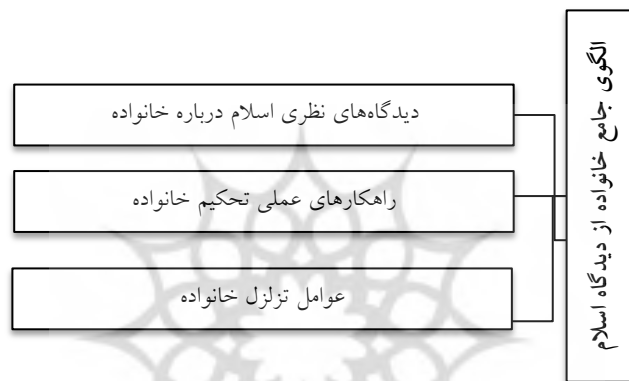 الگوی جامع خانواده از دیدگاه اسلام
دیدگاه‌های نظری اسلام درباره خانواده
راهکارهای عملی تحکیم خانواده
عوامل تزلزل خانواده